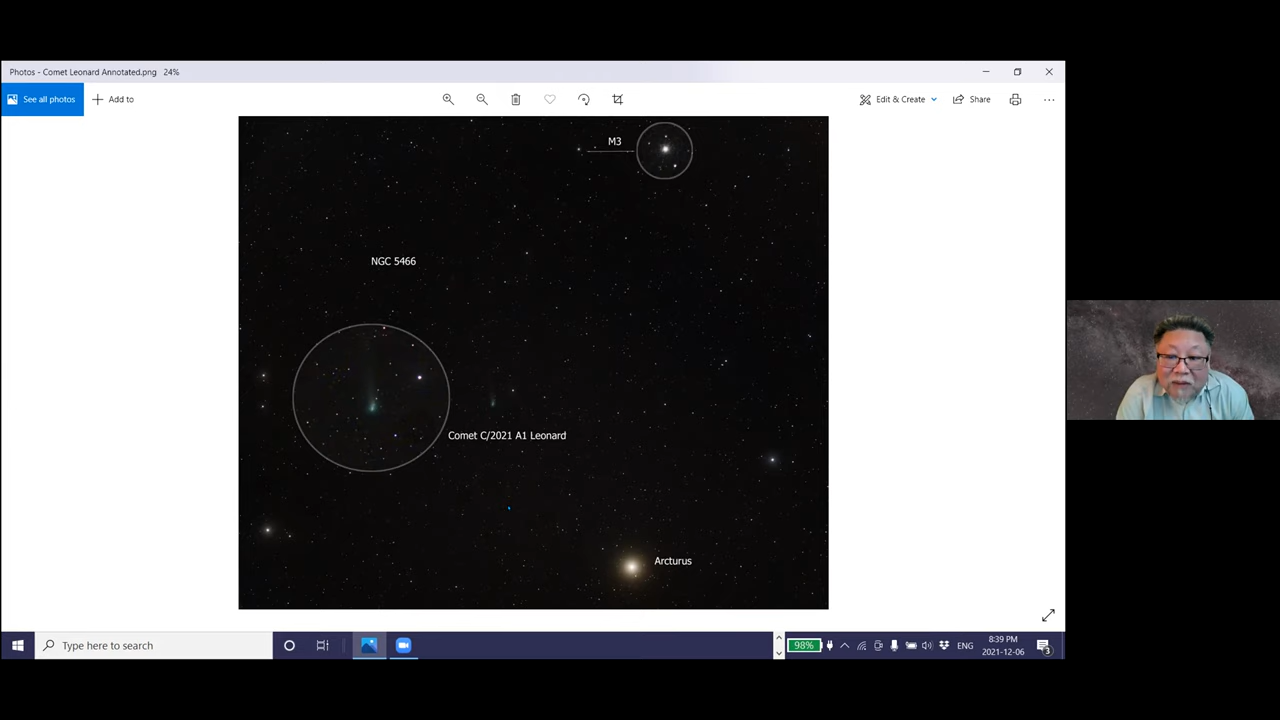 Photos - Comet Leonard Annotated.png 24%
See all photos
Add to
Edit & Create
Share
M3
NGC 5466
Comet C/2021 A1 Leonard
Arcturus
Type here to search
98%
ENG
8:39 PM
2021-12-06
3